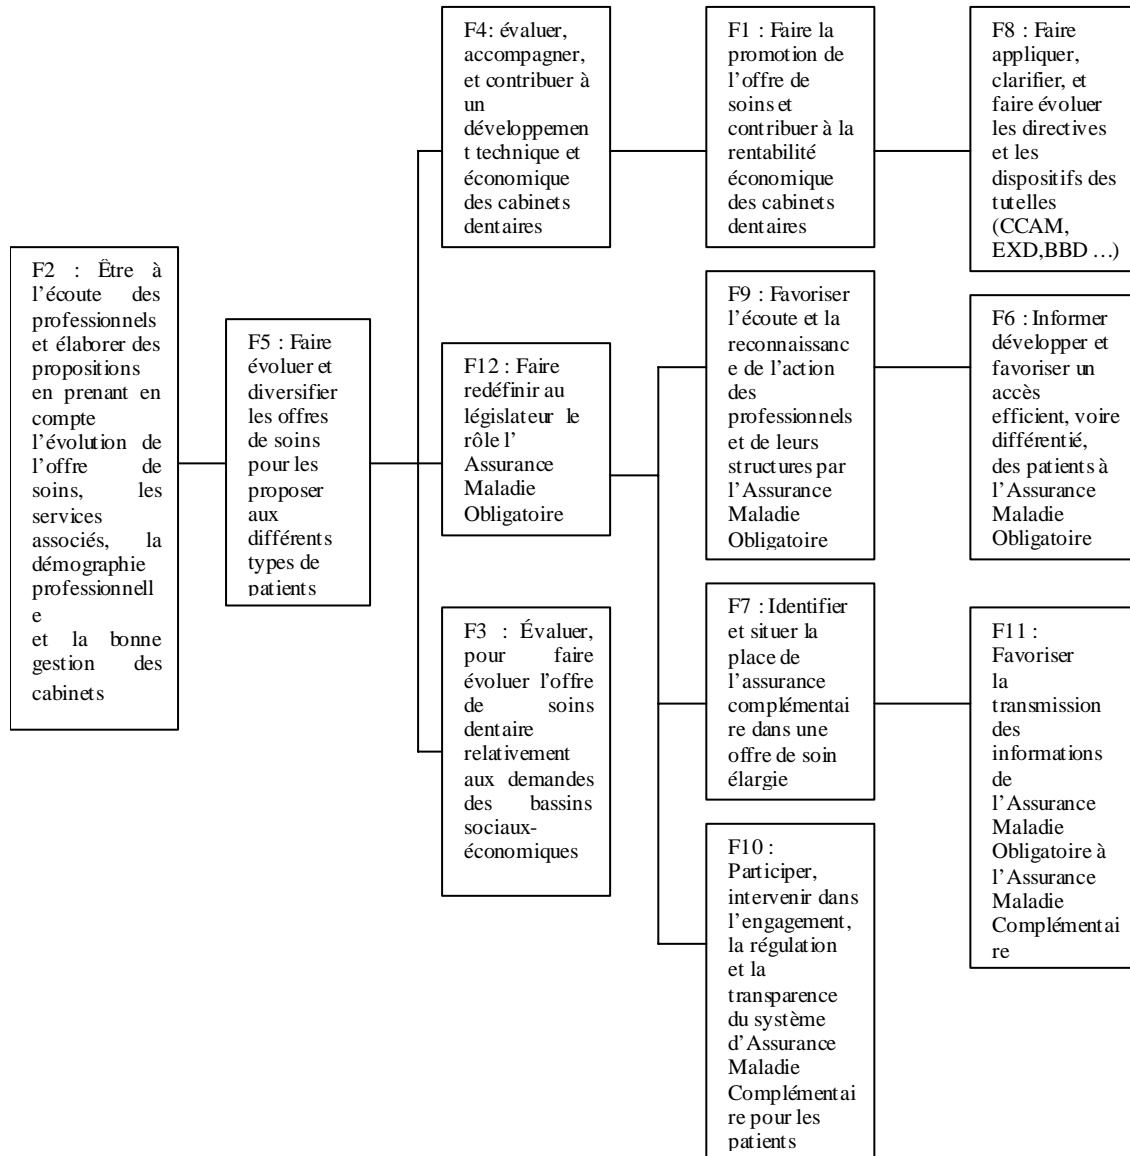 F2 : Être à
l’écoute des
professionnels
et élaborer des
propositions
en prenant en
compte
l’évolution de
l’offre de
soins, les
services
associés, la
démographie
professionnell
e
et la bonne
gestion des
cabinets
F5 : Faire
évoluer et
diversifier
les offres
de soins
pour les
proposer
aux
différents
types de
patients
F4: évaluer,
accompagner,
et contribuer à
un
développemen
t technique et
économique
des cabinets
dentaires
F12 : Faire
redéfinir au
législateur le
rôle l’
Assurance
Maladie
Obligatoire
F3 : Évaluer,
pour faire
évoluer l’offre
de soins
dentaire
relativement
aux demandes
des bassins
sociaux-
économiques
F1 : Faire la
promotion de
l’offre de
soins et
contribuer à la
rentabilité
économique
des cabinets
dentaires
F9 : Favoriser
l’écoute et la
reconnaissanc
e de l’action
des
professionnels
et de leurs
structures par
l’Assurance
Maladie
Obligatoire
F7 : Identifier
et situer la
place de
l’assurance
complémentai
re dans une
offre de soin
élargie
F10 :
Participer,
intervenir dans
l’engagement,
la régulation
et la
transparence
du système
d’Assurance
Maladie
Complémentai
re pour les
patients
F8 : Faire
appliquer,
clarifier, et
faire évoluer
les directives
et les
dispositifs des
tutelles
(CCAM,
EXD,BBD …)
F6 : Informer
développer et
favoriser un
accès
efficient, voire
différentié,
des patients à
l’Assurance
Maladie
Obligatoire
F11 :
Favoriser
la
transmission
des
informations
de
l’Assurance
Maladie
Obligatoire à
l’Assurance
Maladie
Complémentai
re